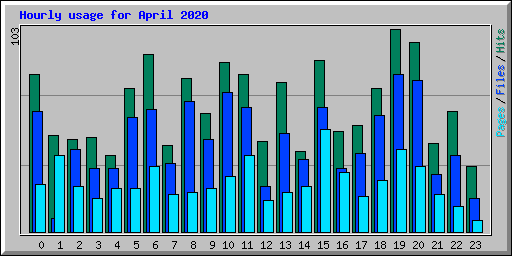 Hourly usage for April 2020
103
Pages / Files / Hits
0 1 2 3 4 5 6 7 8 9 10 11 12 13 14 15 16 17 18 19 20 21 22 23